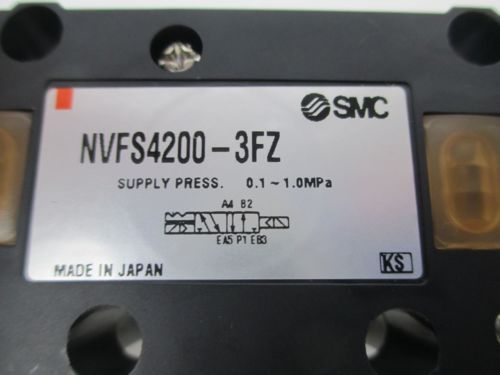 SMC
NVFS4200-3FZ
SUPPLY PRESS. 0.1~1.0MPa
A4 B2
EA5 P1 EB3
MADE IN JAPAN
KS